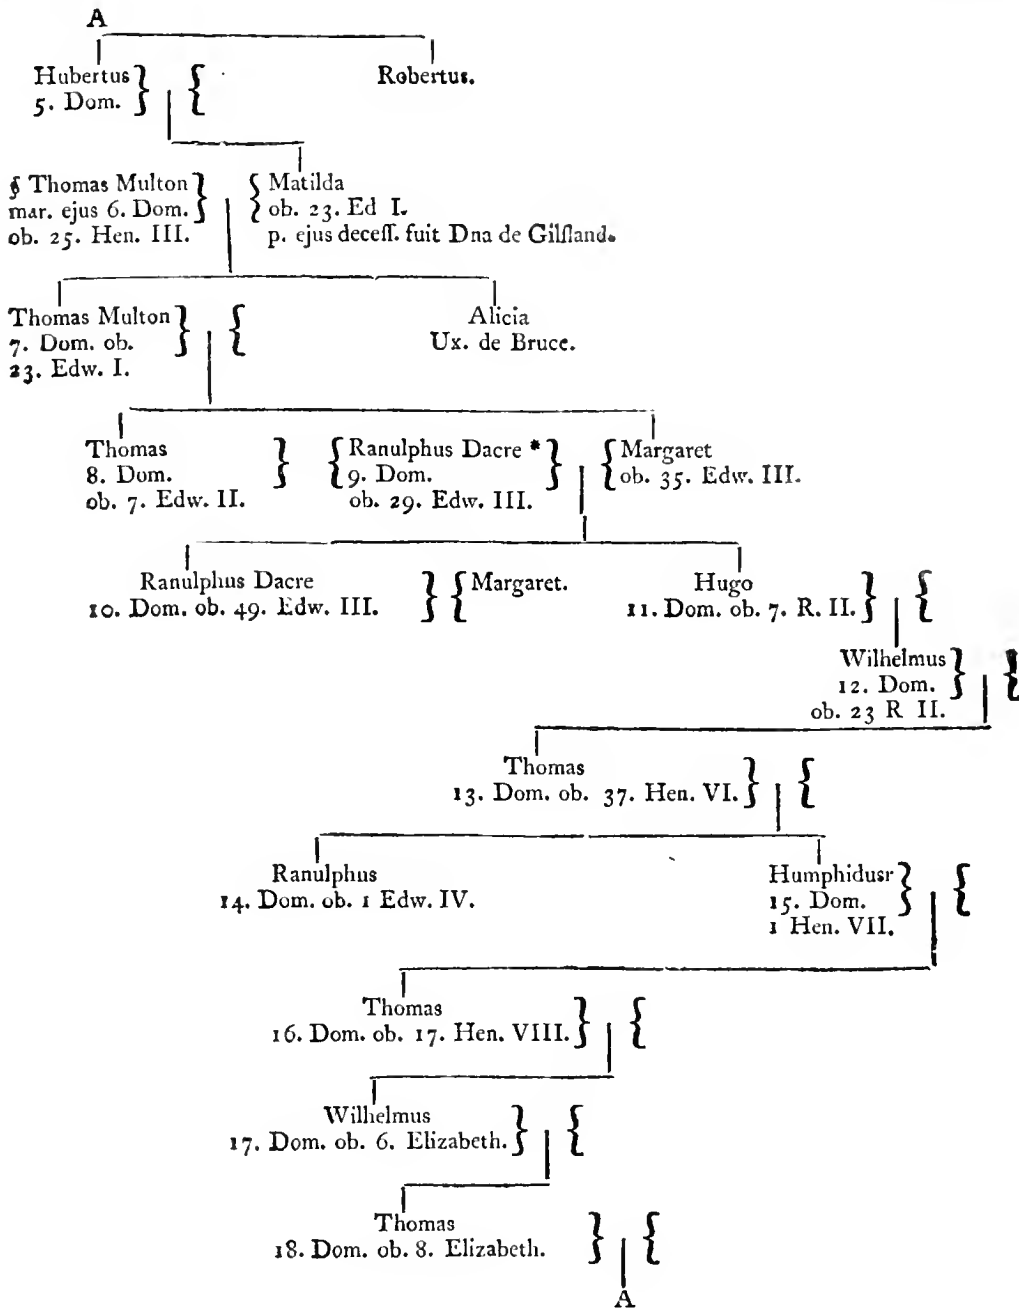 A
Hubertus
5. Dom.
Robertus.
§ Thomas Multon
mar. ejus 6. Dom.
ob. 25. Hen. III.
Matilda
ob. 23. Ed I.
p. ejus deceſſ. fuit Dna de Gilſland.
Thomas Multon
7. Dom. ob.
23. Edw. I.
Alicia
Ux. de Bruce.
Thomas
8. Dom.
ob. 7. Edw. II.
Ranulphus Dacre *
9. Dom.
ob. 29. Edw. III.
Margaret
ob. 35. Edw. III.
Ranulphus Dacre
10. Dom. ob. 49. Edw. III.
Margaret.
Hugo
11. Dom. ob. 7. R. II.
Wilhelmus
12. Dom.
ob. 23 R II.
Thomas
13. Dom. ob. 37. Hen. VI.
Ranulphus
14. Dom. ob. 1 Edw. IV.
Humphidusr
15. Dom.
1 Hen. VII.
Thomas
16. Dom. ob. 17. Hen. VIII.
Wilhelmus
17. Dom. ob. 6. Elizabeth.
Thomas
18. Dom. ob. 8. Elizabeth.
A